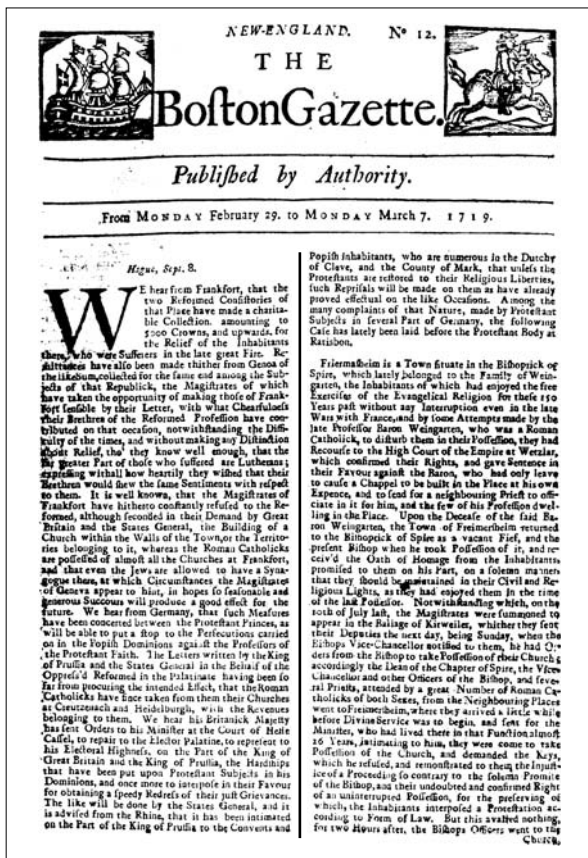 NEW-ENGLAND. No 12.
THE
Boſton Gazette.
Publiſhed by Authority.
From MONDAY February 29. to MONDAY March 7. 1719.
Hague, Sept. 8.
WE hear from Frankfort, that the
two Reformed Conſiſtories of
that Place have made a charita-
ble Collection. amounting to
Crowns, and upwards, for
the Relief of the Inhabitants
there, who were Sufferers in the late great Fire. Re-
mittances have alſo been made thither from Genoa of
the like Sum, collected for the ſame end among the Sub-
jects of that Republick, the Magiſtrates of which
have taken the opportunity of making thoſe of Frank-
fort ſenſible by their Letter, with what Chearfulneſs
Their Brethren of the Reformed Profeſſion have con-
tributed on that occaſion, notwithſtanding the Diffi-
culty of the times, and without making any Diſtinction
about Relief, tho' they know well enough, that the
far greater Part of thoſe who ſuffered are Lutherans;
expreſſing withall how heartily they wiſhed that their
Brethren would ſhew the ſame Sentiments with reſpect
to them. It is well known, that the Magiſtrates of
Frankfort have hitherto conſtantly refuſed to the Re-
formed, although ſeconded in their Demand by Great
Britain and the States General, the Building of a
Church within the Walls of the Town, or the Territo-
ries belonging to it, whereas the Roman Catholicks
are poſſeſſed of almoſt all the Churches at Frankfort,
and that even the Jews are allowed to have a Syna-
gogue there, at which Circumſtances the Magiſtrates
of Geneva appear to hint, in hopes ſo ſeaſonable and
generous Succours will produce a good effect for the
future. We hear from Germany, that ſuch Meaſures
have been concerted between the Proteſtant Princes, as
will be able to put a ſtop to the Perſecutions carried
on in the Popiſh Dominions againſt the Profeſſors of
the Proteſtant Faith. The Letters written by the King
of Pruſſia and the States General in the Behalf of the
Oppreſs'd Reformed in the Palatinate having been ſo
far from procuring the intended Effect, that the Roman
Catholicks have ſince taken from them their Churches
at Creutzenach and Heidelburgh, with the Revenues
belonging to them. We hear his Britanick Majeſty
has ſent Orders to his Miniſter at the Court of Heſſe
Caſſel, to repair to the Elector Palatine, to repreſent to
his Electoral Highneſs, on the Part of the King of
Great Britain and the King of Pruſſia, the Hardſhips
that have been put upon Proteſtant Subjects in his
Dominions, and once more to interpoſe in their Favour
for obtaining a ſpeedy Redreſs of their juſt Grievances.
The like will be done by the States General, and it
is adviſed from the Rhine, that it has been intimated
on the Part of the King of Pruſſia to the Convents and
Popiſh Inhabitants, who are numerous in the Dutchy
of Cleve, and the County of Mark, that unleſs the
Proteſtants are reſtored to their Religious Liberties,
ſuch Repriſals will be made on them as have already
proved effectual on the like Occaſions. Among the
many complaints of that Nature, made by Proteſtant
Subjects in ſeveral Part of Germany, the following
Caſe has lately been laid before the Proteſtant Body at
Ratisbon.
Friermaſheim is a Town ſituate in the Biſhoprick of
Spire, which lately belonged to the Family of Wein-
garten, the Inhabitants of which had enjoyed the free
Exerciſes of the Evangelical Religion for theſe 150
Years paſt without any Interruption even in the late
Wars with France, and by ſome Attempts made by the
late Profeſſor Baron Weingarten, who was a Roman
Catholick, to diſturb them in their Poſſeſſion, they had
Recourſe to the High Court of the Empire at Wetzlar,
which confirmed their Rights, and gave Sentence in
their Favour againſt the Baron, who had only leave
to cauſe a Chappel to be built in the Place at his own
Expence, and to ſend for a neighbouring Prieſt to offi-
ciate in it for him, and the few of his Profeſſion dwel-
ling in the Place. Upon the Deceaſe of the ſaid Ba-
ron Weingarten, the Town of Freimerſheim returned
to the Biſhoprick of Spire as a vacant Fief, and the
preſent Biſhop when he took Poſſeſſion of it, and re-
ceiv'd the Oath of Homage from the Inhabitants,
promiſed to them on his Part, on a ſolemn manner
that they ſhould be maintained in their Civil and Re-
ligious Lights, as they had enjoyed them in the time
of the laſt Poſſeſſor. Notwithſtanding which, on the
10th of July laſt, the Magiſtrates were ſummoned to
appear in the Baliage of Kirweiler, whither they ſent
their Deputies the next day, being Sunday, when the
Biſhops Vice-Chancellor notified to them, he had Or-
ders from the Biſhop to take Poſſeſſion of their Church;
accordingly the Dean of the Chapter of Spire, the Vice
Chancellor and other Officers of the Biſhop, and ſeve-
ral Prieſts, attended by a great Number of Roman Ca-
tholicks of both Sexes, from the Neighbouring Places
went to Freimerſheim, where they arrived a little while
before Divine Service was to begin, and ſent for the
Miniſter, who had lived there in that Function almoſt
26 Years, intimating to him, they were come to take
Poſſeſſion of the Church, and demanded the Keys,
which he refuſed, and remonſtrated to them the Injuſt-
ice of a Proceeding ſo contrary to the ſolemn Promiſe
of the Biſhop, and their undoubted and confirmed Right
of an uninterrupted Poſſeſſion, for the preſerving of
which, the Inhabitants interpoſed a Proteſtation ac-
cording to Form of Law. But this availed nothing,
for two Hours after, the Biſhops Officers went to the
Church,